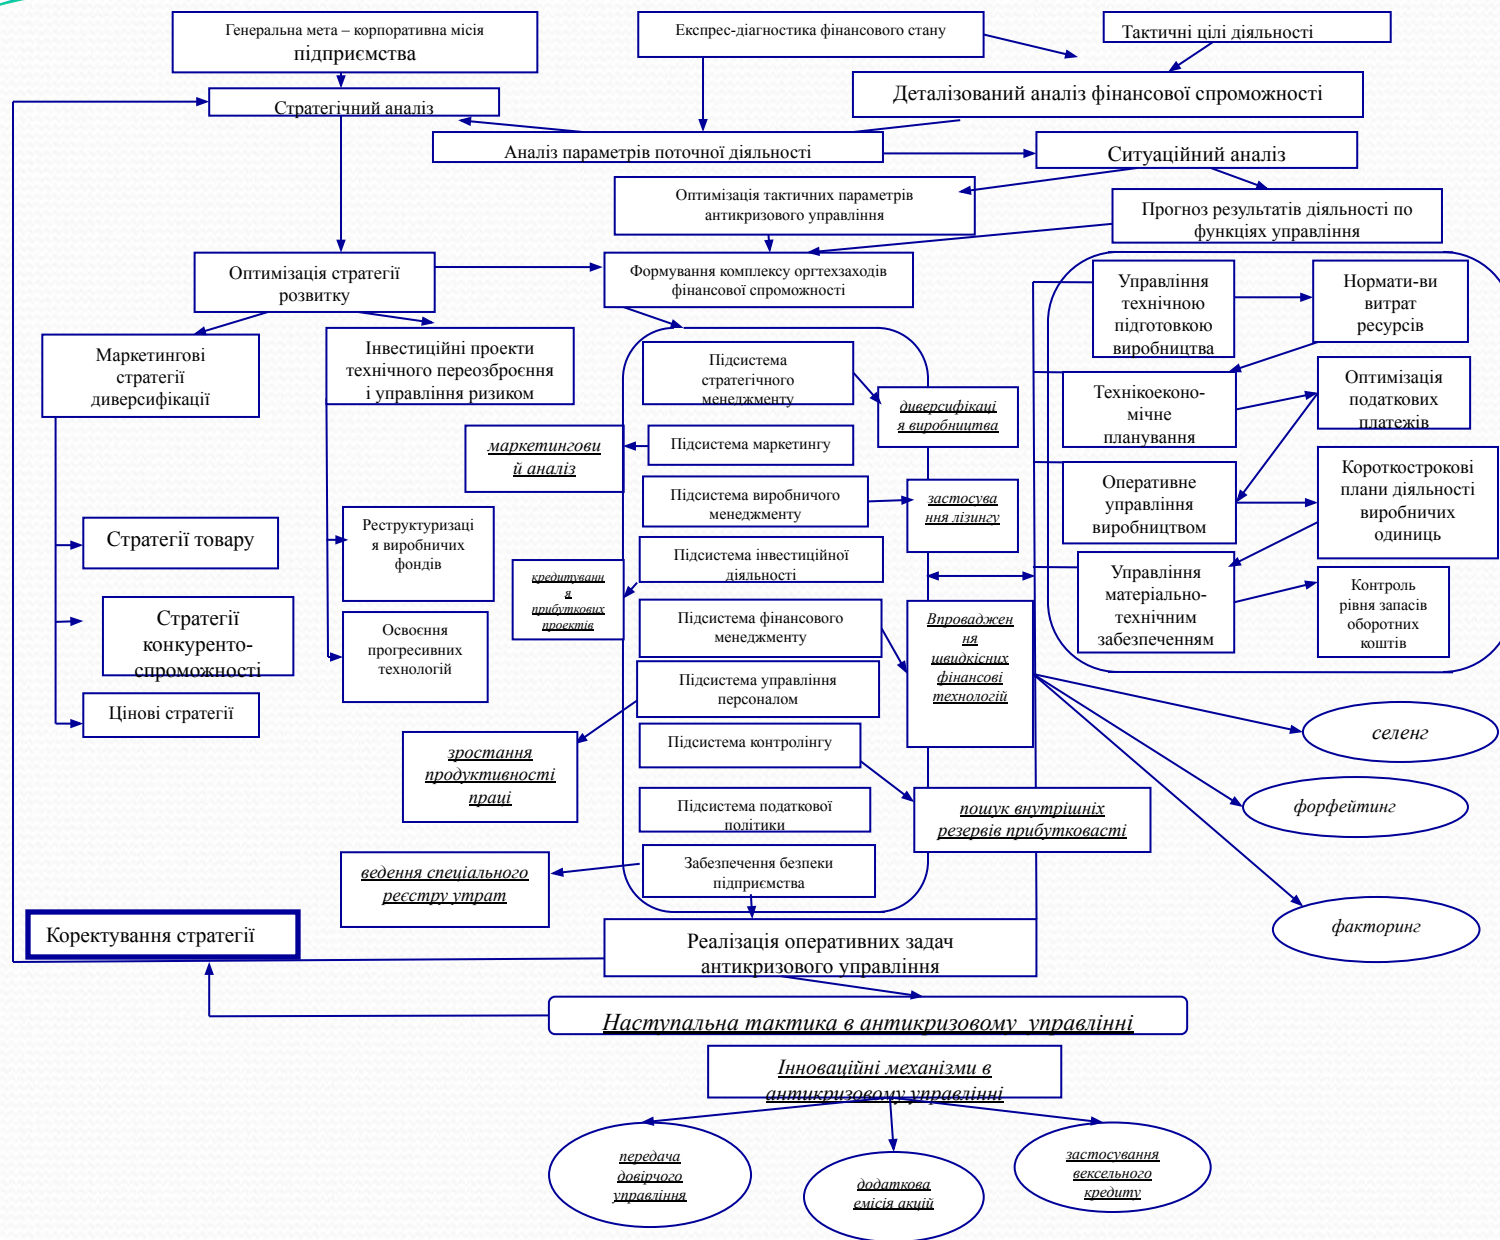 Генеральна мета – корпоративна місія
підприємства
Експрес-діагностика фінансового стану
Тактичні цілі діяльності
Стратегічний аналіз
Деталізований аналіз фінансової спроможності
Аналіз параметрів поточної діяльності
Ситуаційний аналіз
Оптимізація тактичних параметрів
антикризового управління
Прогноз результатів діяльності по
функціях управління
Оптимізація стратегії
розвитку
Формування комплексу оргтехзаходів
фінансової спроможності
Управління
технічною
підготовкою
виробництва
Нормати-ви
витрат
ресурсів
Маркетингові
стратегії
диверсифікації
Інвестиційні проекти
технічного переозброєння
і управління ризиком
Підсистема
стратегічного
менеджменту
диверсифікаці
я виробництва
Технікоеконо-
мічне
планування
Оптимізація
податкових
платежів
маркетингови
й аналіз
Підсистема маркетингу
Підсистема виробничого
менеджменту
застосува
ння лізингу
Оперативне
управління
виробництвом
Короткострокові
плани діяльності
виробничих
одиниць
Стратегії товару
Реструктуризаці
я виробничих
фондів
кредитуванн
я
прибуткових
проектів
Підсистема інвестиційної
діяльності
Управління
матеріально-
технічним
забезпеченням
Контроль
рівня запасів
оборотних
коштів
Стратегії
конкуренто-
спроможності
Освоєння
прогресивних
технологій
Підсистема фінансового
менеджменту
Впроваджен
ня
швидкісних
фінансові
технологій
Підсистема управління
персоналом
Цінові стратегії
зростання
продуктивності
праці
Підсистема контролінгу
селенг
Підсистема податкової
політики
пошук внутрішніх
резервів прибутковасті
форфейтинг
ведення спеціального
реєстру утрат
Забезпечення безпеки
підприємства
факторинг
Коректування стратегії
Реалізація оперативних задач
антикризового управління
Наступальна тактика в антикризовому управлінні
Інноваційні механізми в
антикризовому управлінні
передача
довірчого
управління
додаткова
емісія акцій
застосування
вексельного
кредиту